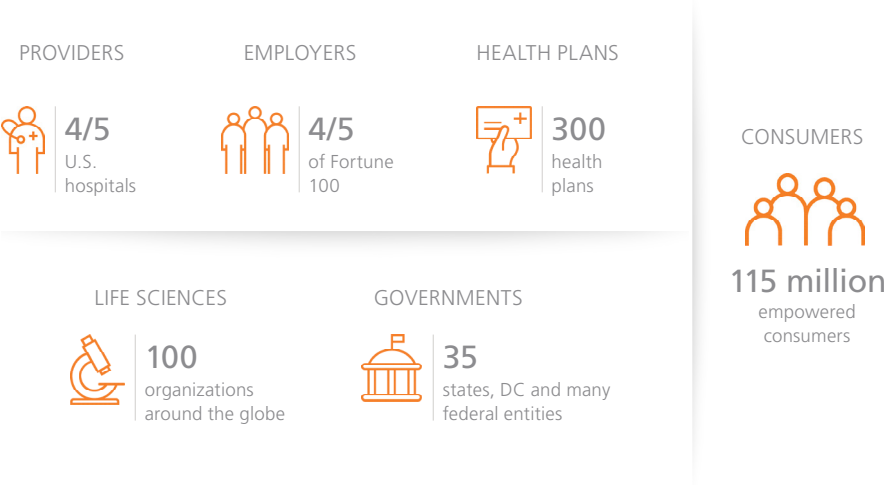 PROVIDERS
4/5
U.S.
hospitals
EMPLOYERS
4/5
of Fortune
100
HEALTH PLANS
300
health
plans
LIFE SCIENCES
100
organizations
around the globe
GOVERNMENTS
35
states, DC and many
federal entities
CONSUMERS
115 million
empowered
consumers